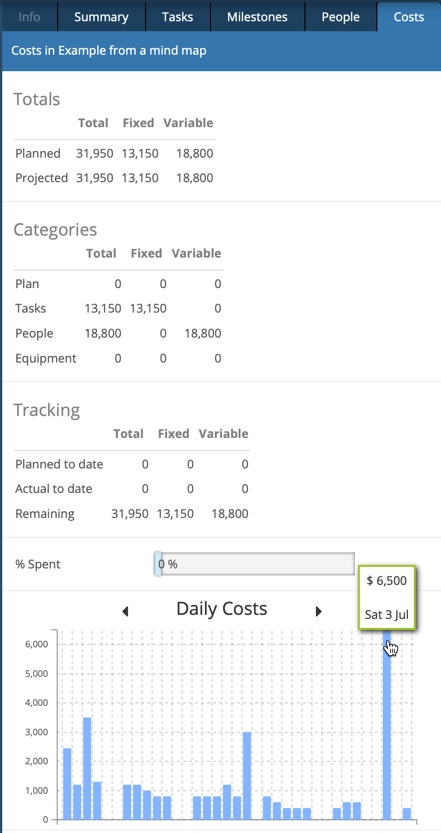 Info Summary Tasks Milestones People Costs
Costs in Example from a mind map
Totals
Total Fixed Variable
Planned 31,950 13,150 18,800
Projected 31,950 13,150 18,800
Categories
Total Fixed Variable
Plan 0 0 0
Tasks 13,150 13,150 0
People 18,800 0 18,800
Equipment 0 0 0
Tracking
Total Fixed Variable
Planned to date 0 0 0
Actual to date 0 0 0
Remaining 31,950 13,150 18,800
% Spent 0 %
$ 6,500
Sat 3 Jul
Daily Costs
6,000
5,000
4,000
3,000
2,000
1,000
0